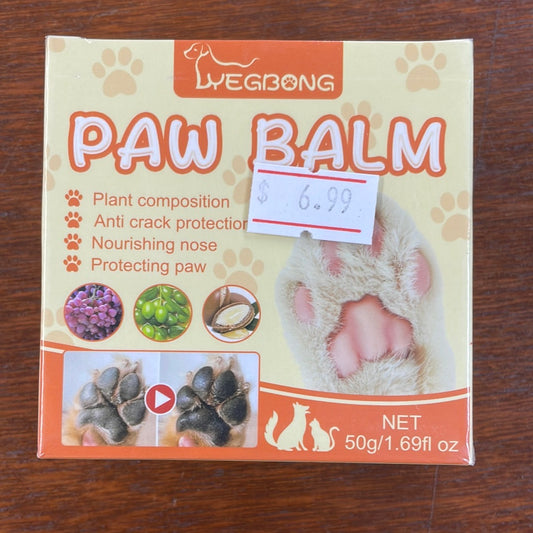 YEGBONG
PAW BALM
$ 6.99
Plant composition
Anti crack protection
Nourishing nose
Protecting paw
NET
50g/1.69fl oz